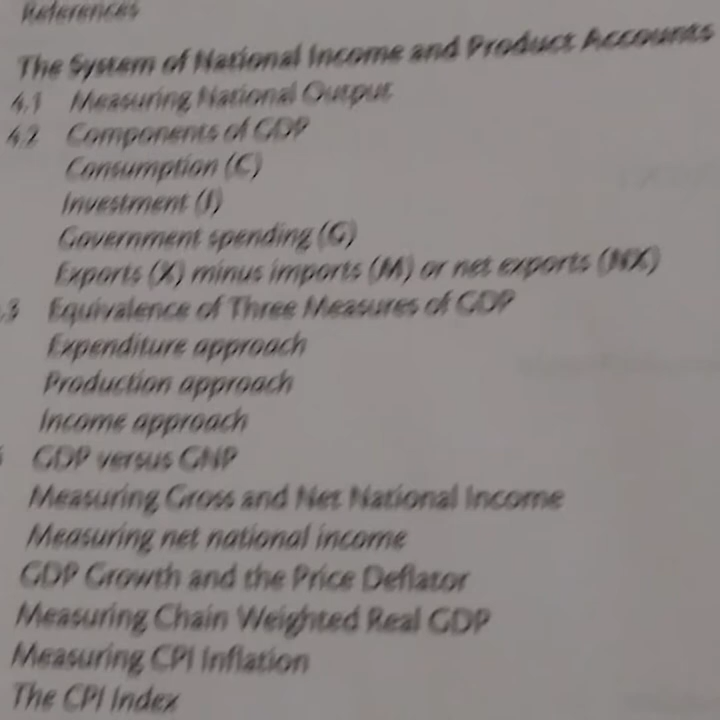 References
The System of National Income and Product Accounts
4.1 Measuring National Output
4.2 Components of GDP
Consumption (C)
Investment (I)
Government spending (G)
Exports (X) minus imports (M) or net exports (NX)
.3 Equivalence of Three Measures of GDP
Expenditure approach
Production approach
Income approach
GDP versus GNP
Measuring Gross and Net National Income
Measuring net national income
GDP Growth and the Price Deflator
Measuring Chain Weighted Real GDP
Measuring CPI Inflation
The CPI Index